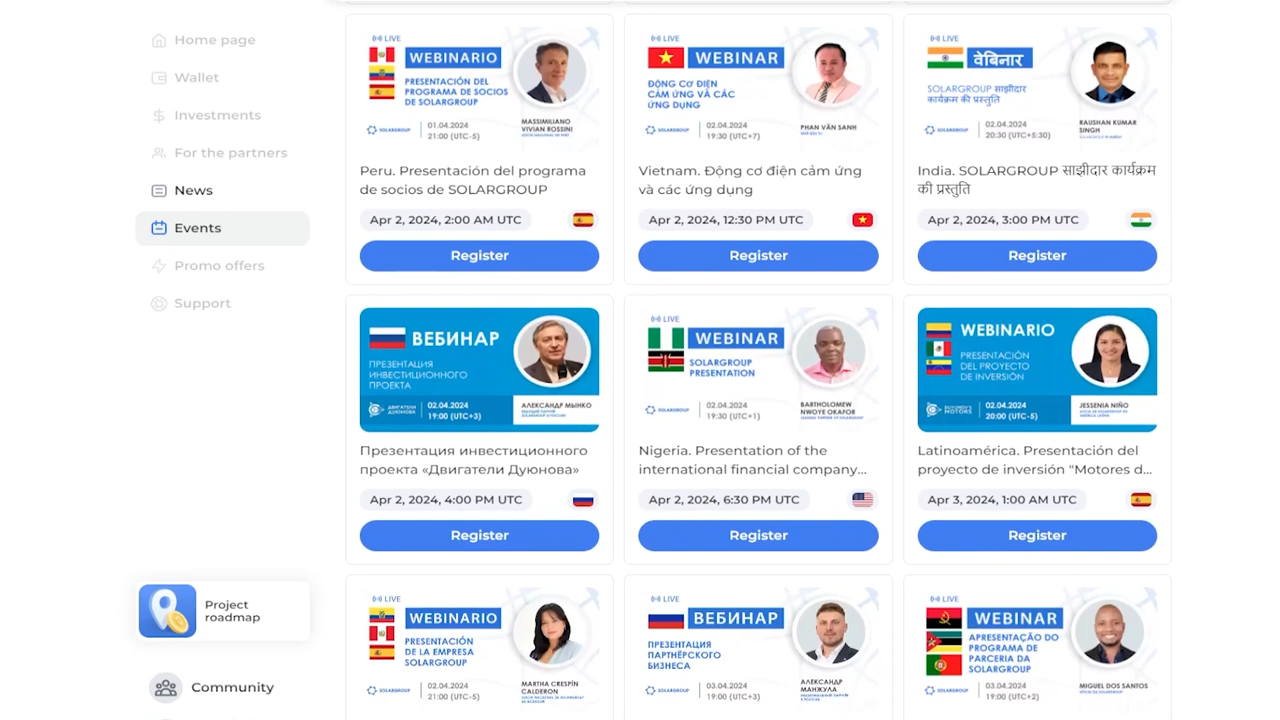 Home page
Wallet
Investments
For the partners
News
Events
Promo offers
Support
Project
roadmap
Community
LIVE
WEBINARIO
PRESENTACIÓN DEL
PROGRAMA DE SOCIOS
DE SOLARGROUP
SOLARGROUP
01.04.2024
21:00 (UTC-5)
MASSIMILIANO
VIVIAN ROSSINI
Peru. Presentación del programa
de socios de SOLARGROUP
Apr 2, 2024, 2:00 AM UTC
Register
LIVE
WEBINAR
ĐỘNG CƠ ĐIỆN
CẢM ỨNG VÀ CÁC
ỨNG DỤNG
SOLARGROUP
02.04.2024
19:30 (UTC+7)
PHAN VĂN SANH
Vietnam. Động cơ điện cảm ứng
và các ứng dụng
Apr 2, 2024, 12:30 PM UTC
Register
LIVE
वेबिनार
SOLARGROUP साझीदार
कार्यक्रम की प्रस्तुति
SOLARGROUP
02.04.2024
20:30 (UTC+5:30)
RAUSHAN KUMAR
SINGH
India. SOLARGROUP साझीदार कार्यक्रम
की प्रस्तुति
Apr 2, 2024, 3:00 PM UTC
Register
ВЕБИНАР
ПРЕЗЕНТАЦИЯ
ИНВЕСТИЦИОННОГО
ПРОЕКТА
ДВИГАТЕЛИ
ДУЮНОВА
02.04.2024
19:00 (UTC+3)
АЛЕКСАНДР МЫНКО
Презентация инвестиционного
проекта «Двигатели Дуюнова»
Apr 2, 2024, 4:00 PM UTC
Register
LIVE
WEBINAR
SOLARGROUP
PRESENTATION
SOLARGROUP
02.04.2024
19:30 (UTC+1)
BARTHOLOMEW
NWOYE OKAFOR
Nigeria. Presentation of the
international financial company...
Apr 2, 2024, 6:30 PM UTC
Register
WEBINARIO
PRESENTACIÓN
DEL PROYECTO
DE INVERSIÓN
DUYUNOV'S
MOTORS
02.04.2024
20:00 (UTC-5)
JESSENIA NIÑO
Latinoamérica. Presentación del
proyecto de inversión "Motores d...
Apr 3, 2024, 1:00 AM UTC
Register
LIVE
WEBINARIO
PRESENTACIÓN
DE LA EMPRESA
SOLARGROUP
SOLARGROUP
02.04.2024
21:00 (UTC-5)
MARTHA CRESPÍN
CALDERON
LIVE
ВЕБИНАР
ПРЕЗЕНТАЦИЯ
ПАРТНЁРСКОГО
БИЗНЕСА
SOLARGROUP
03.04.2024
19:00 (UTC+3)
АЛЕКСАНДР
МАНЖУЛА
LIVE
WEBINAR
APRESENTAÇÃO DO
PROGRAMA DE
PARCERIA DA
SOLARGROUP
SOLARGROUP
03.04.2024
19:00 (UTC+2)
MIGUEL DOS SANTOS